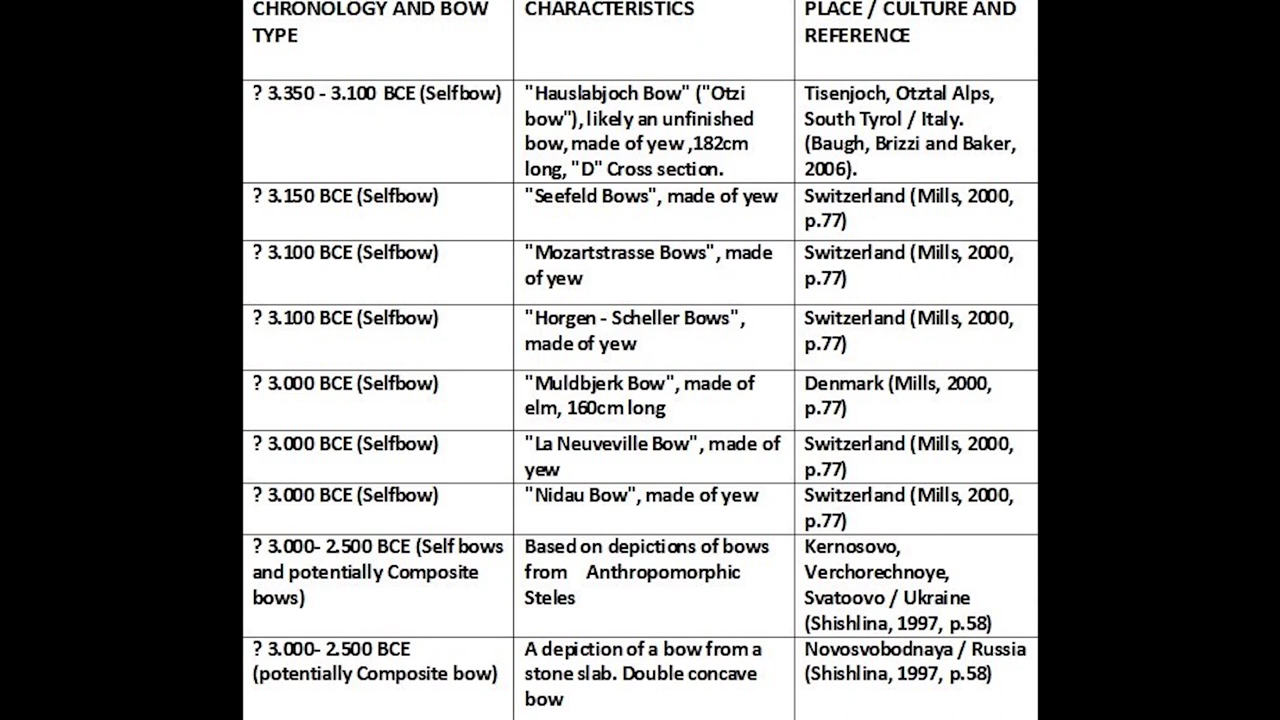 CHRONOLOGY AND BOW
TYPE
CHARACTERISTICS
PLACE / CULTURE AND
REFERENCE
? 3.350 - 3.100 BCE (Selfbow)
"Hauslabjoch Bow" ("Otzi
bow"), likely an unfinished
bow, made of yew ,182cm
long, "D" Cross section.
Tisenjoch, Otztal Alps,
South Tyrol / Italy.
(Baugh, Brizzi and Baker,
2006).
? 3.150 BCE (Selfbow)
"Seefeld Bows", made of yew
Switzerland (Mills, 2000,
p.77)
? 3.100 BCE (Selfbow)
"Mozartstrasse Bows", made
of yew
Switzerland (Mills, 2000,
p.77)
? 3.100 BCE (Selfbow)
"Horgen - Scheller Bows",
made of yew
Switzerland (Mills, 2000,
p.77)
? 3.000 BCE (Selfbow)
"Muldbjerk Bow", made of
elm, 160cm long
Denmark (Mills, 2000,
p.77)
? 3.000 BCE (Selfbow)
"La Neuveville Bow", made of
yew
Switzerland (Mills, 2000,
p.77)
? 3.000 BCE (Selfbow)
"Nidau Bow", made of yew
Switzerland (Mills, 2000,
p.77)
? 3.000- 2.500 BCE (Self bows
and potentially Composite
bows)
Based on depictions of bows
from Anthropomorphic
Steles
Kernosovo,
Verchorechnoye,
Svatoovo / Ukraine
(Shishlina, 1997, p.58)
? 3.000- 2.500 BCE
(potentially Composite bow)
A depiction of a bow from a
stone slab. Double concave
bow
Novosvobodnaya / Russia
(Shishlina, 1997, p.58)